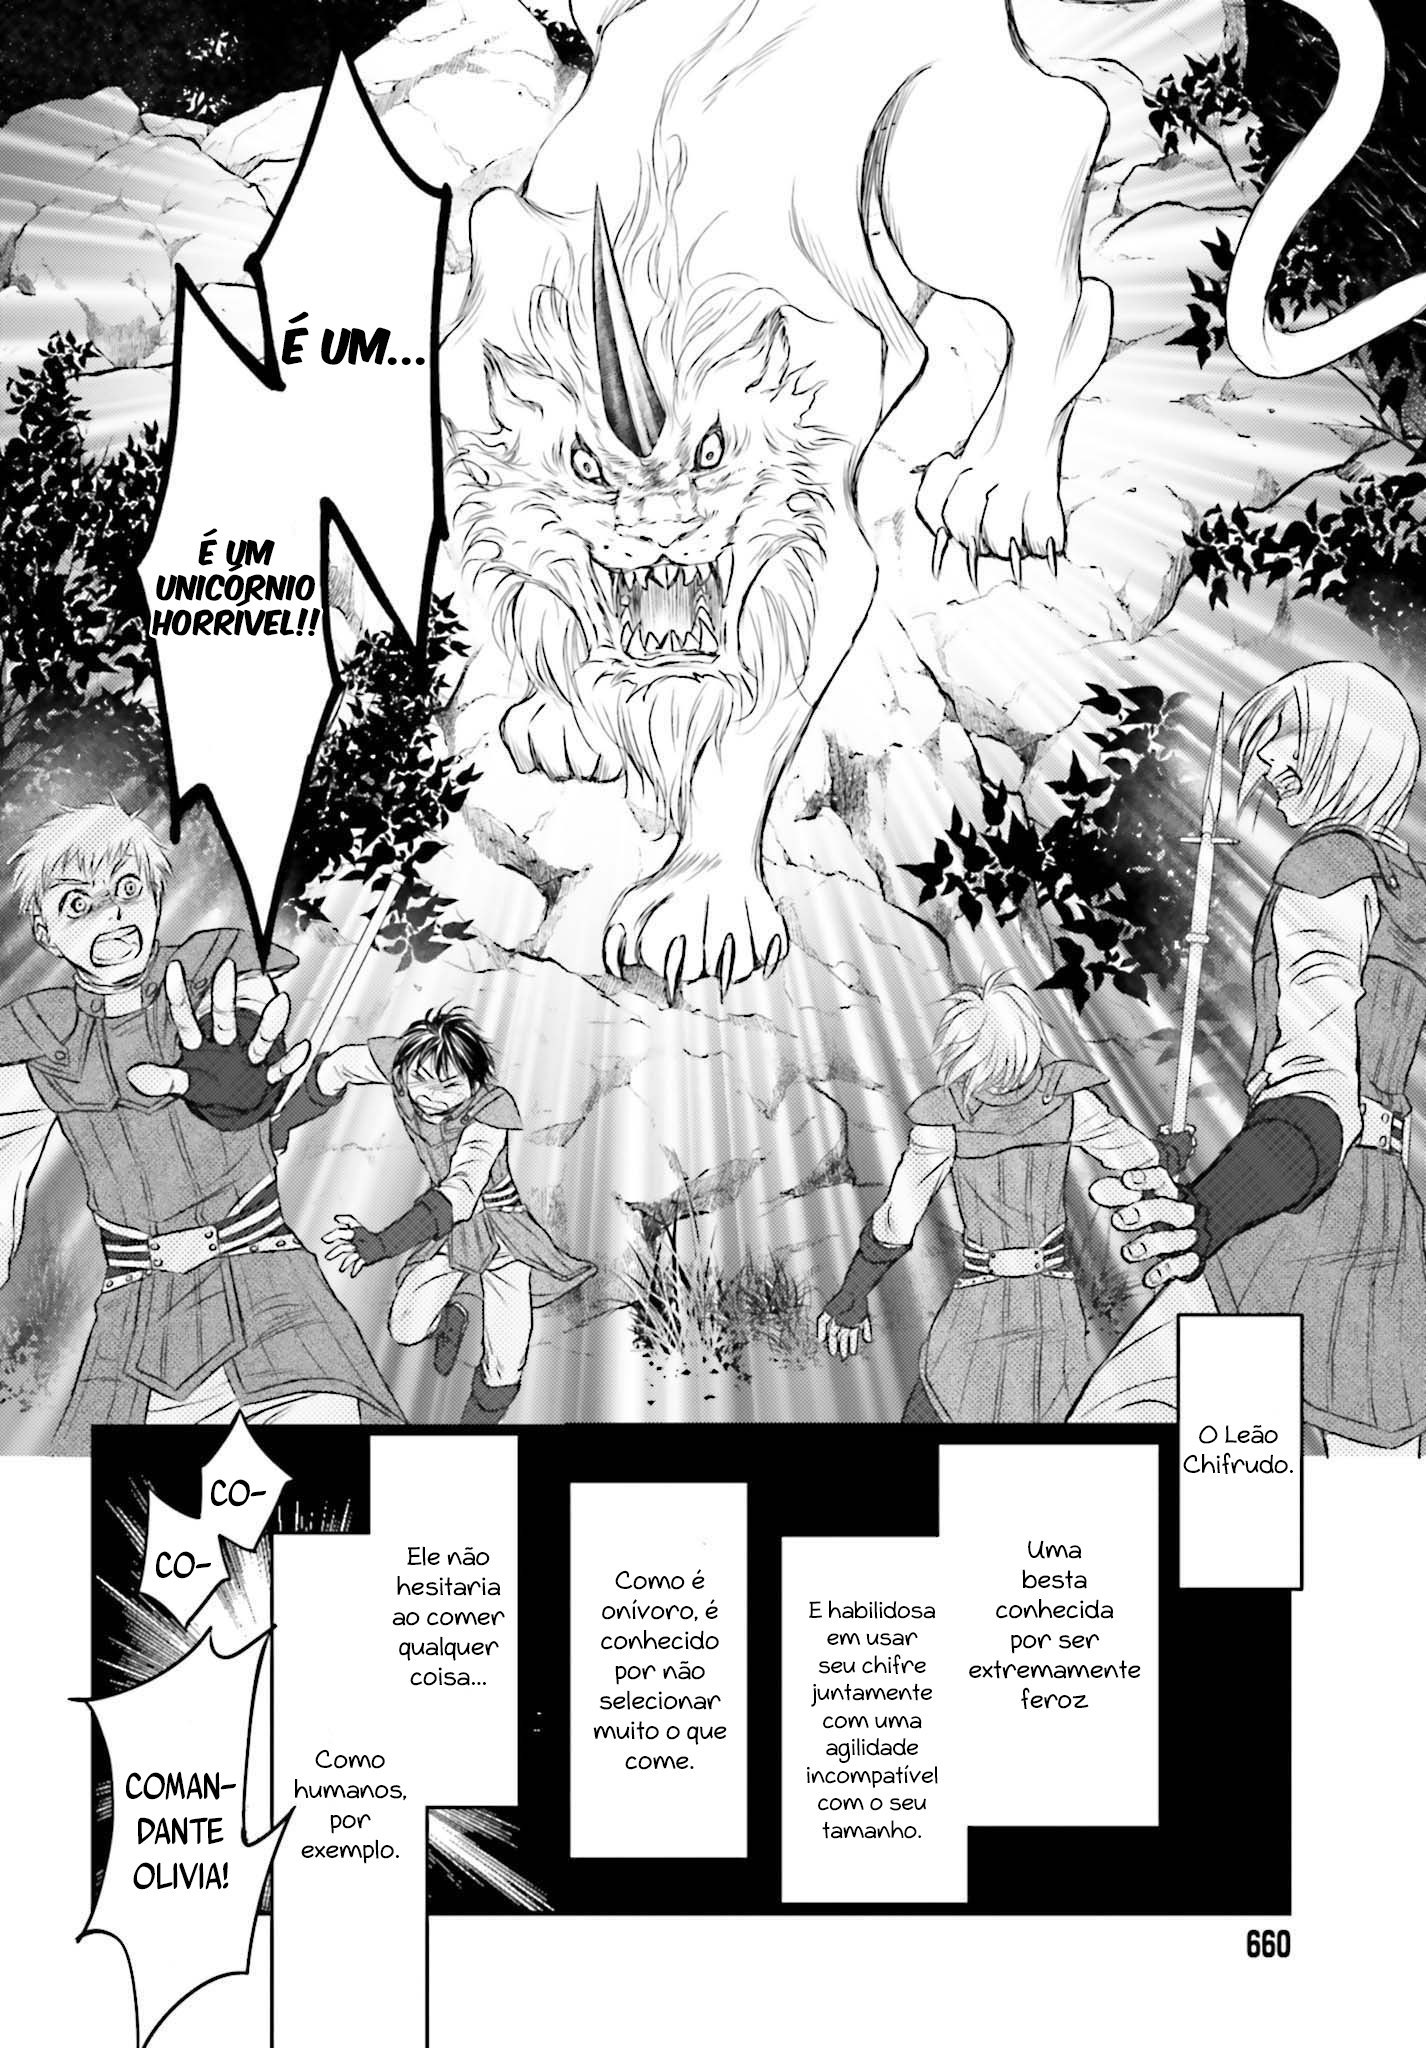 É UM...
É UM
UNICÓRNIO
HORRÍVEL!!
O Leão
Chifrudo.
Uma
besta
conhecida
por ser
extremamente
feroz
E habilidosa
em usar
seu chifre
juntamente
com uma
agilidade
incompatível
com o seu
tamanho.
Como é
onívoro, é
conhecido
por não
selecionar
muito o que
come.
Ele não
hesitaria
ao comer
qualquer
coisa...
Como
humanos,
por
exemplo.
CO-
CO-
COMAN-
DANTE
OLIVIA!
660